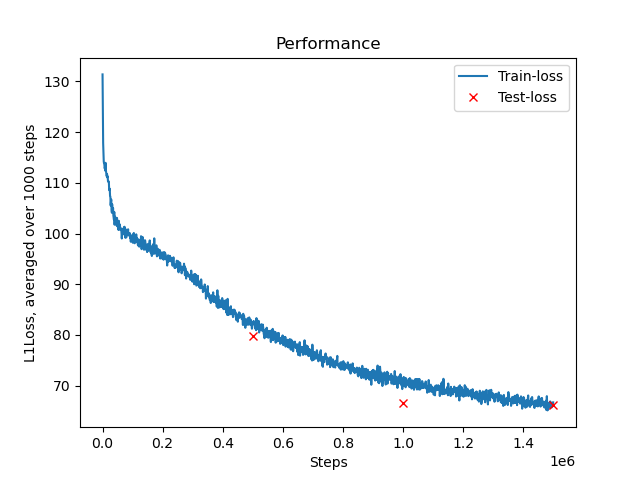 Performance
Train-loss
Test-loss
130
120
110
100
90
80
70
L1Loss, averaged over 1000 steps
0.0 0.2 0.4 0.6 0.8 1.0 1.2 1.4
1e6
Steps